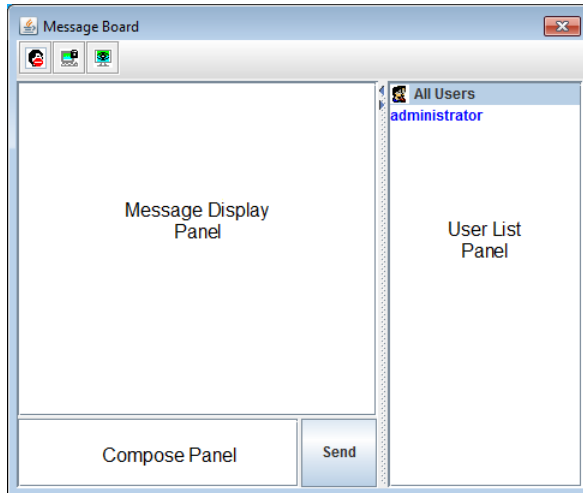 Message Board
All Users
administrator
Message Display
Panel
User List
Panel
Compose Panel
Send